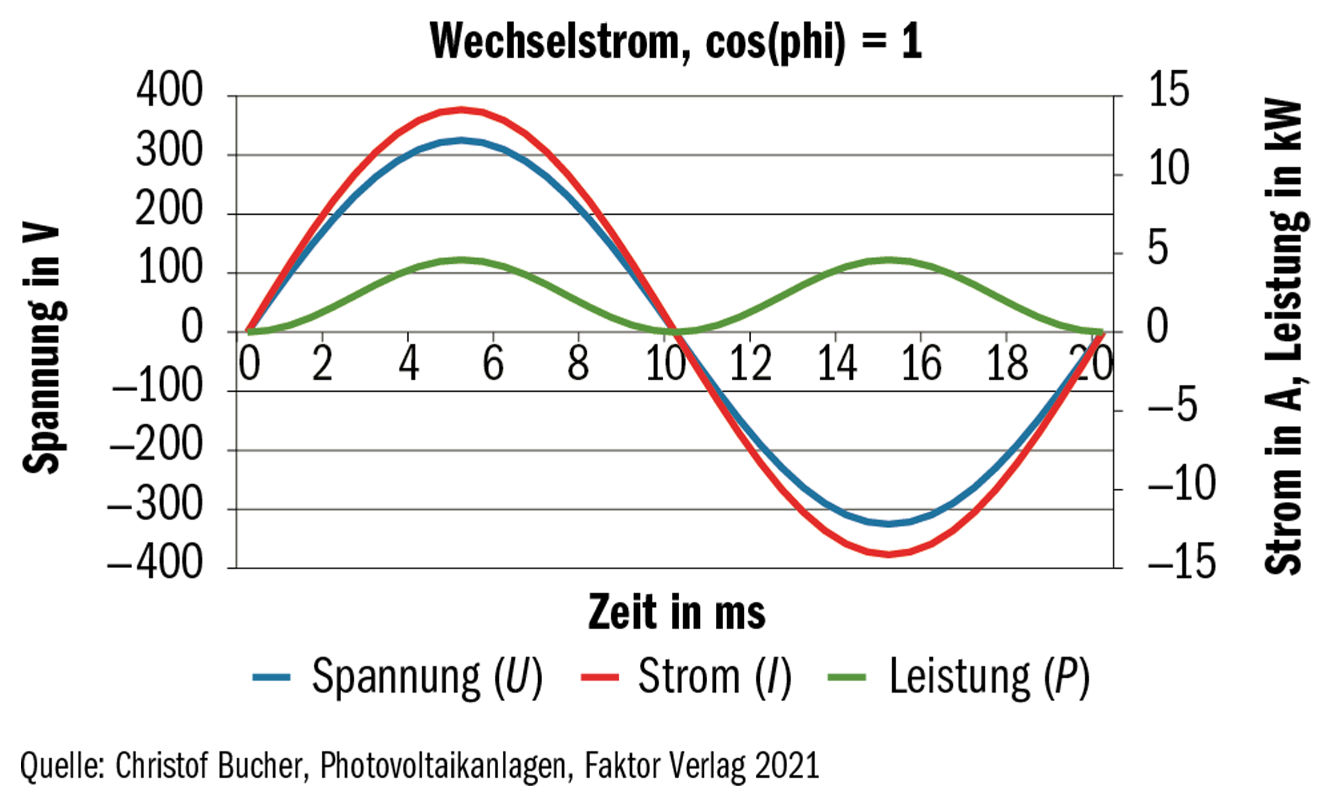 Wechselstrom, cos(phi) = 1
Spannung in V
400
300
200
100
0
−100
−200
−300
−400
0 2 4 6 8 10 12 14 16 18 20
15
10
5
0
−5
−10
−15
Strom in A, Leistung in kW
Zeit in ms
Spannung (U) Strom (I) Leistung (P)
Quelle: Christof Bucher, Photovoltaikanlagen, Faktor Verlag 2021